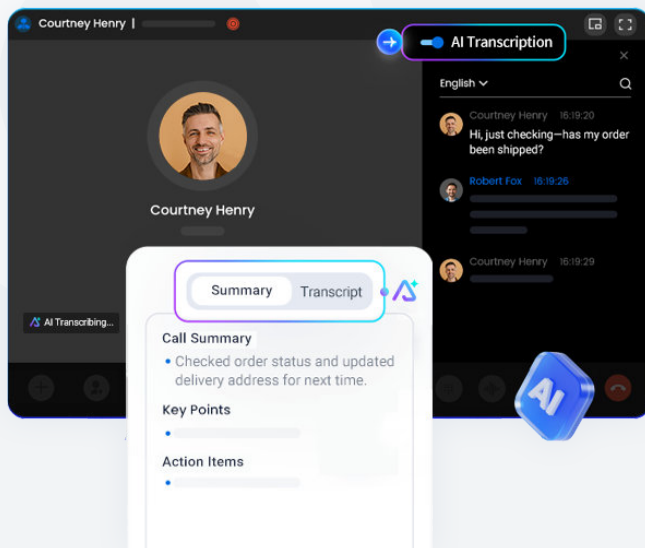 Courtney Henry |
AI Transcription
English
Courtney Henry 16:19:20
Hi, just checking—has my order
been shipped?
Robert Fox 16:19:26
Courtney Henry 16:19:29
Courtney Henry
AI Transcribing...
Summary Transcript
Call Summary
• Checked order status and updated
delivery address for next time.
Key Points
•
Action Items
•
AI